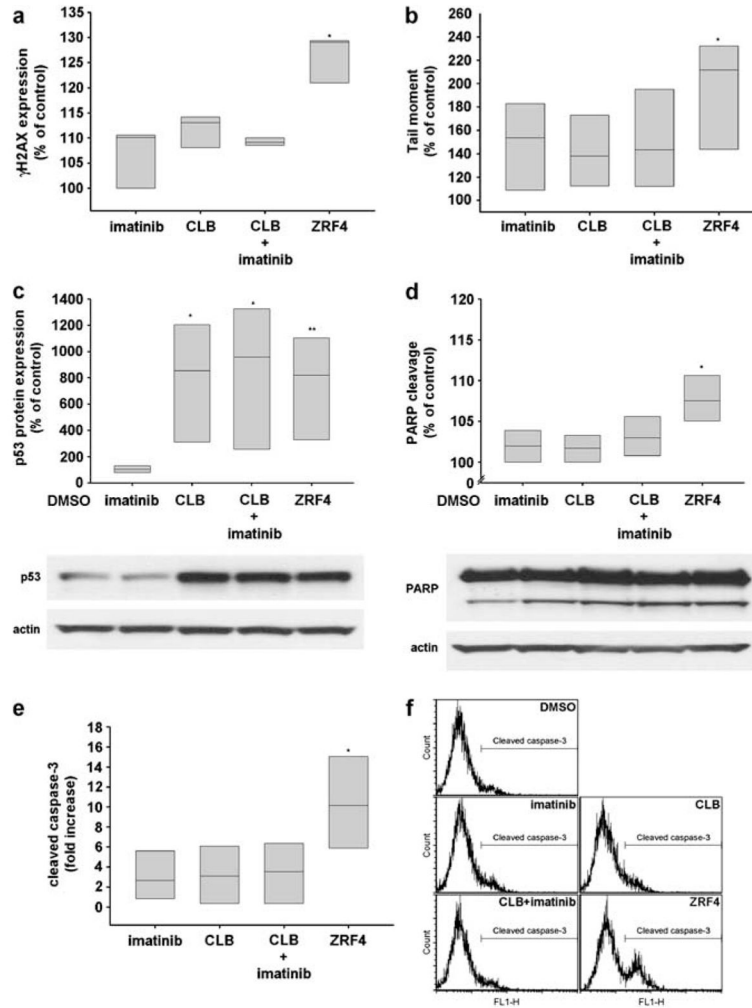 a
γH2AX expression
(% of control)
135
130
125
120
115
110
105
100
*
imatinib CLB CLB ZRF4
+
imatinib
b
Tail moment
(% of control)
260
240
220
200
180
160
140
120
100
*
imatinib CLB CLB ZRF4
+
imatinib
c
p53 protein expression
(% of control)
1400
1200
1000
800
600
400
200
0
* * **
DMSO imatinib CLB CLB ZRF4
+
imatinib
p53
actin
d
PARP cleavage
(% of control)
120
115
110
105
100
0
*
DMSO imatinib CLB CLB ZRF4
+
imatinib
PARP
actin
e
cleaved caspase-3
(fold increase)
18
16
14
12
10
8
6
4
2
0
*
imatinib CLB CLB ZRF4
+
imatinib
f
DMSO
Count
Cleaved caspase-3
imatinib
Count
Cleaved caspase-3
CLB
Cleaved caspase-3
CLB+imatinib
Count
Cleaved caspase-3
FL1-H
ZRF4
Cleaved caspase-3
FL1-H